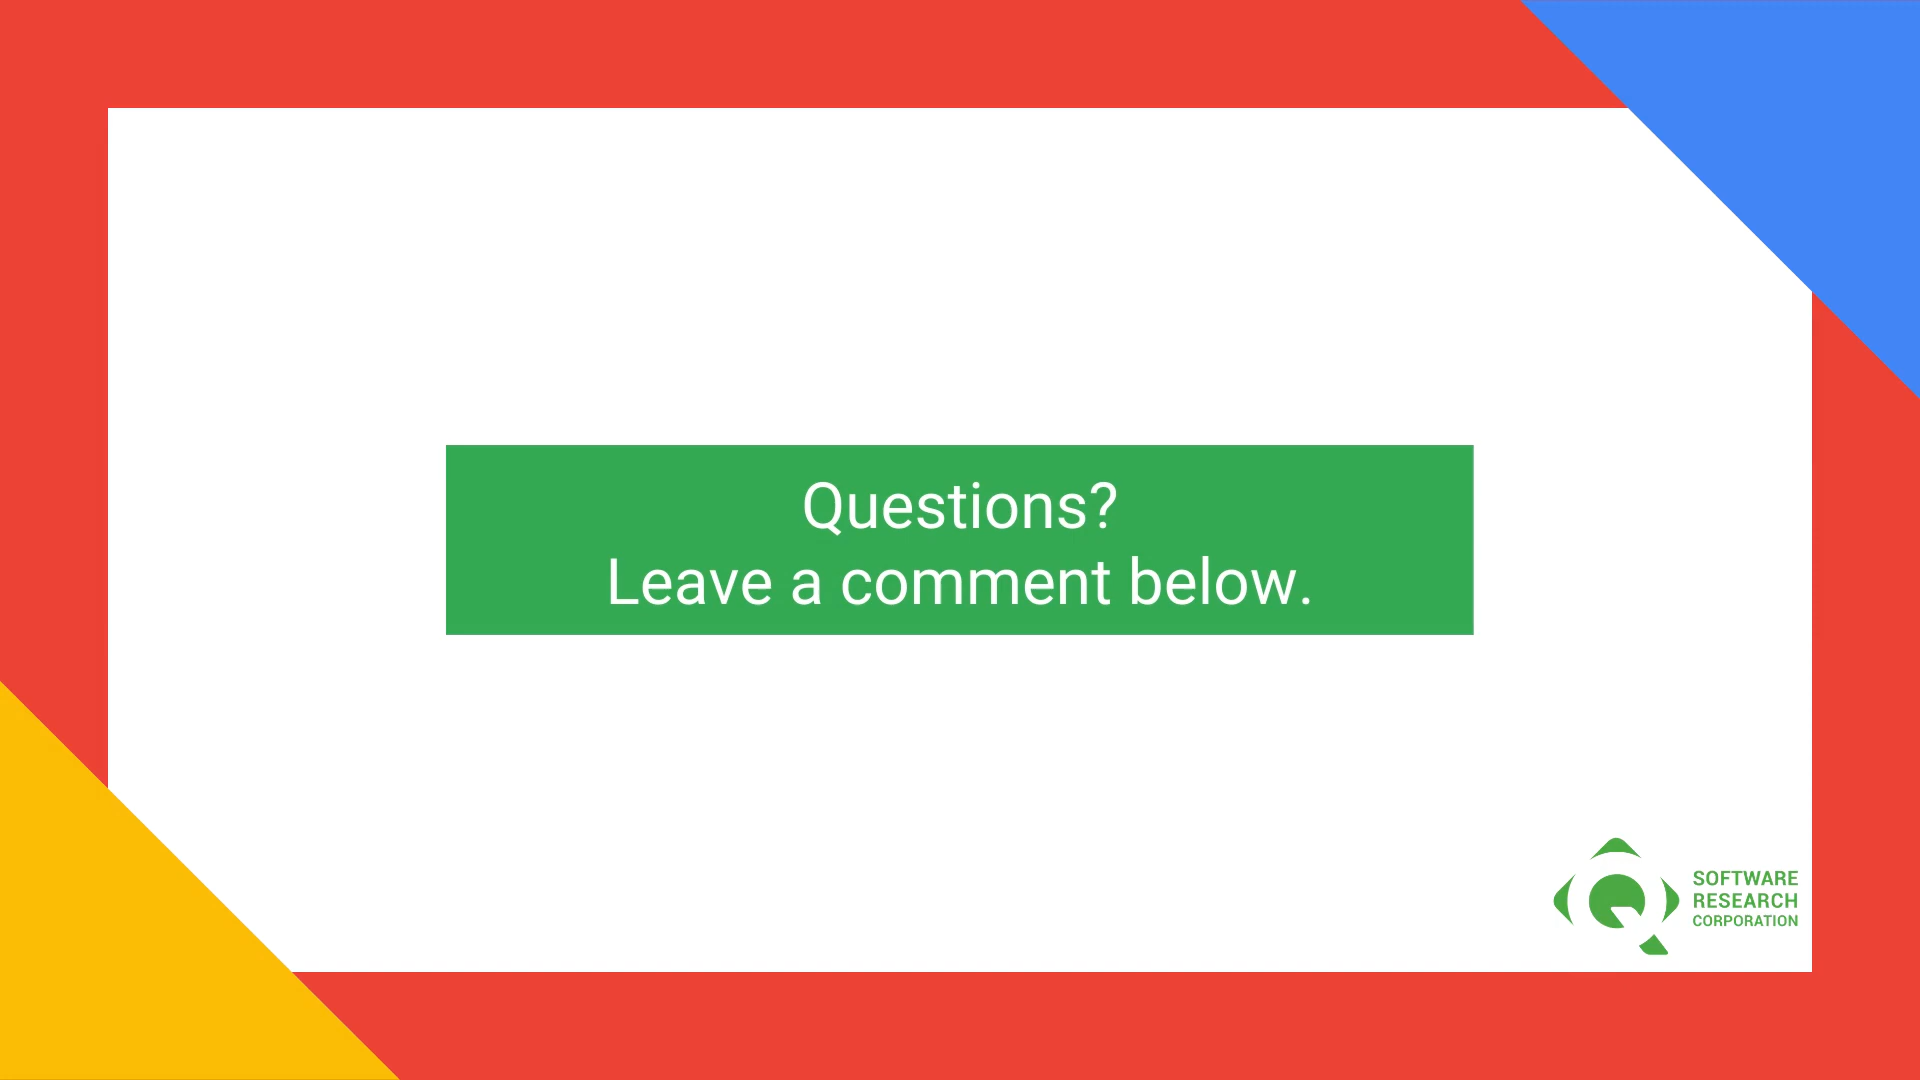 Questions?
Leave a comment below.
SOFTWARE
RESEARCH
CORPORATION